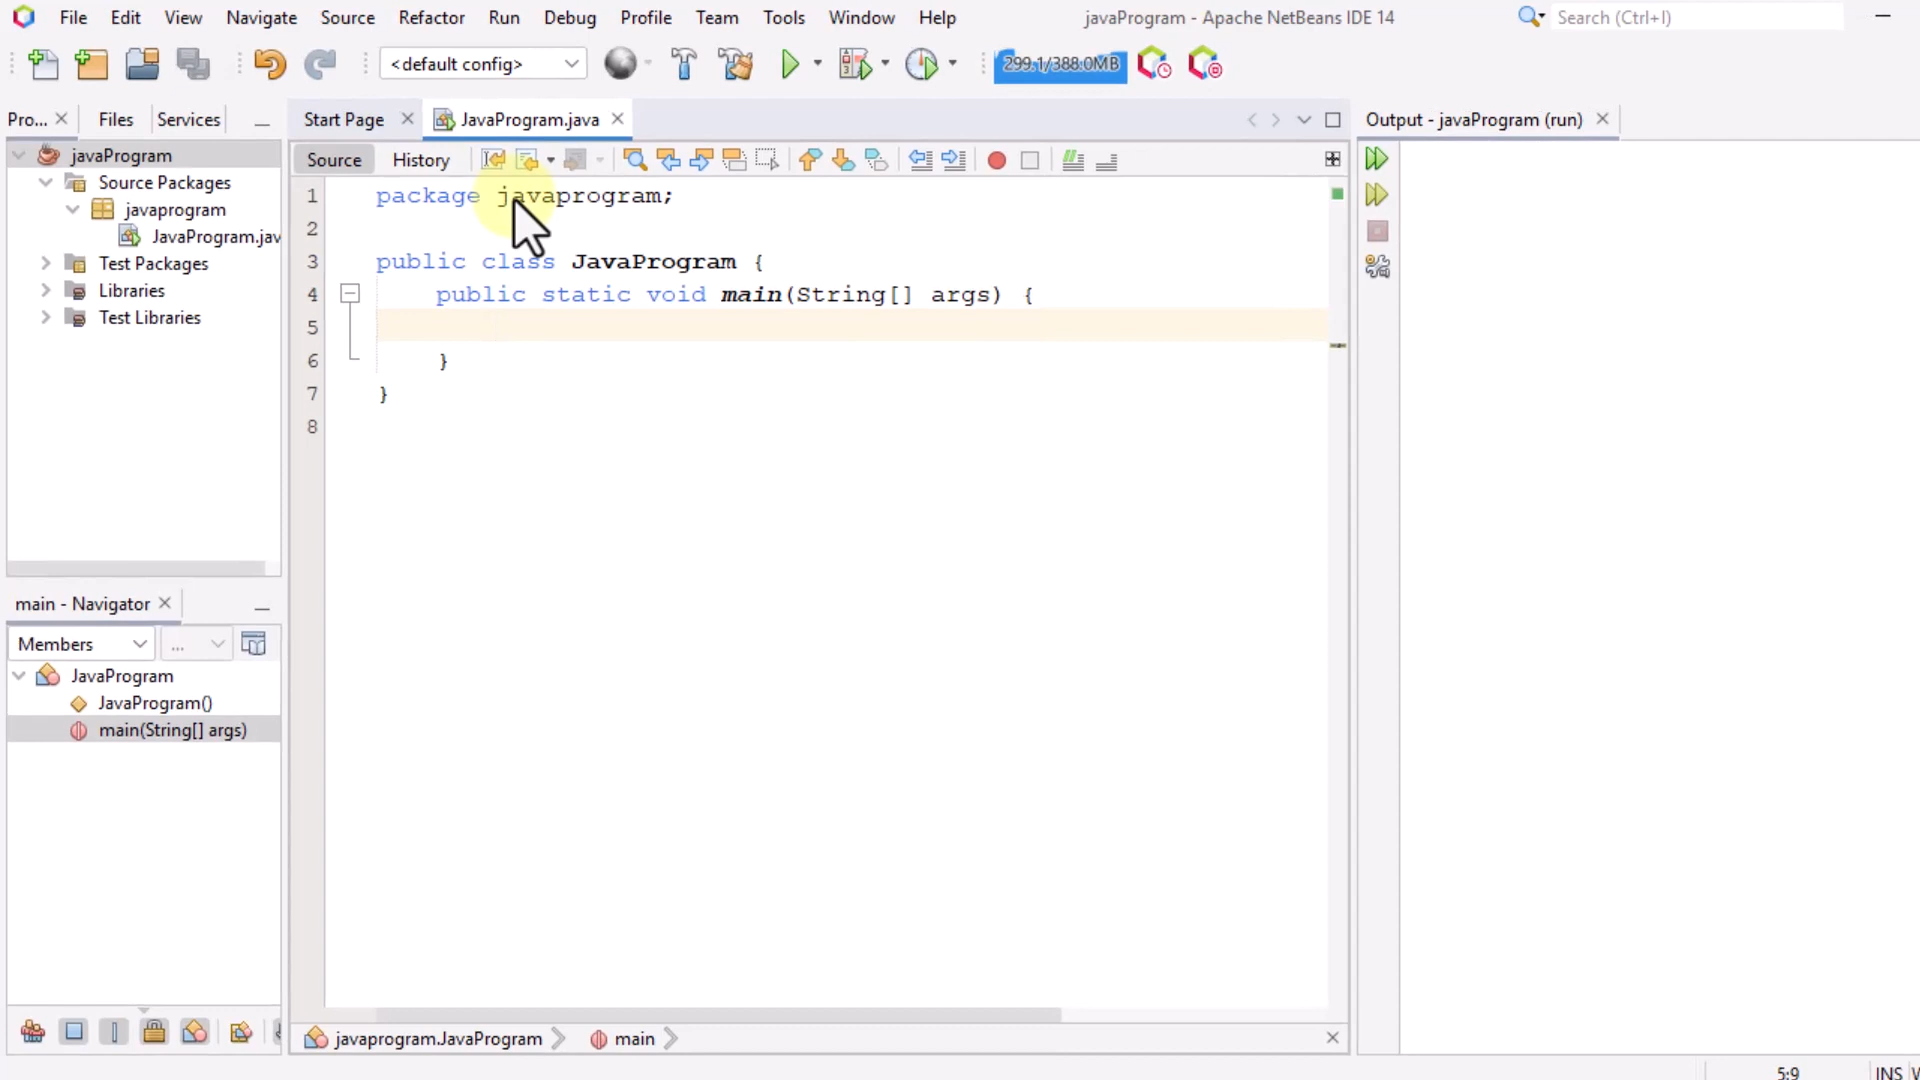 File Edit View Navigate Source Refactor Run Debug Profile Team Tools Window Help
javaProgram - Apache NetBeans IDE 14
Search (Ctrl+I)
<default config>
299.1/388.0MB
Pro... Files Services
Start Page JavaProgram.java
Output - javaProgram (run)
javaProgram
Source Packages
javaprogram
JavaProgram.jav
Test Packages
Libraries
Test Libraries
Source History
1 package javaprogram;
2
3 public class JavaProgram {
4 public static void main(String[] args) {
5
6 }
7 }
8
main - Navigator
Members ...
JavaProgram
JavaProgram()
main(String[] args)
javaprogram.JavaProgram main
5:9 INS